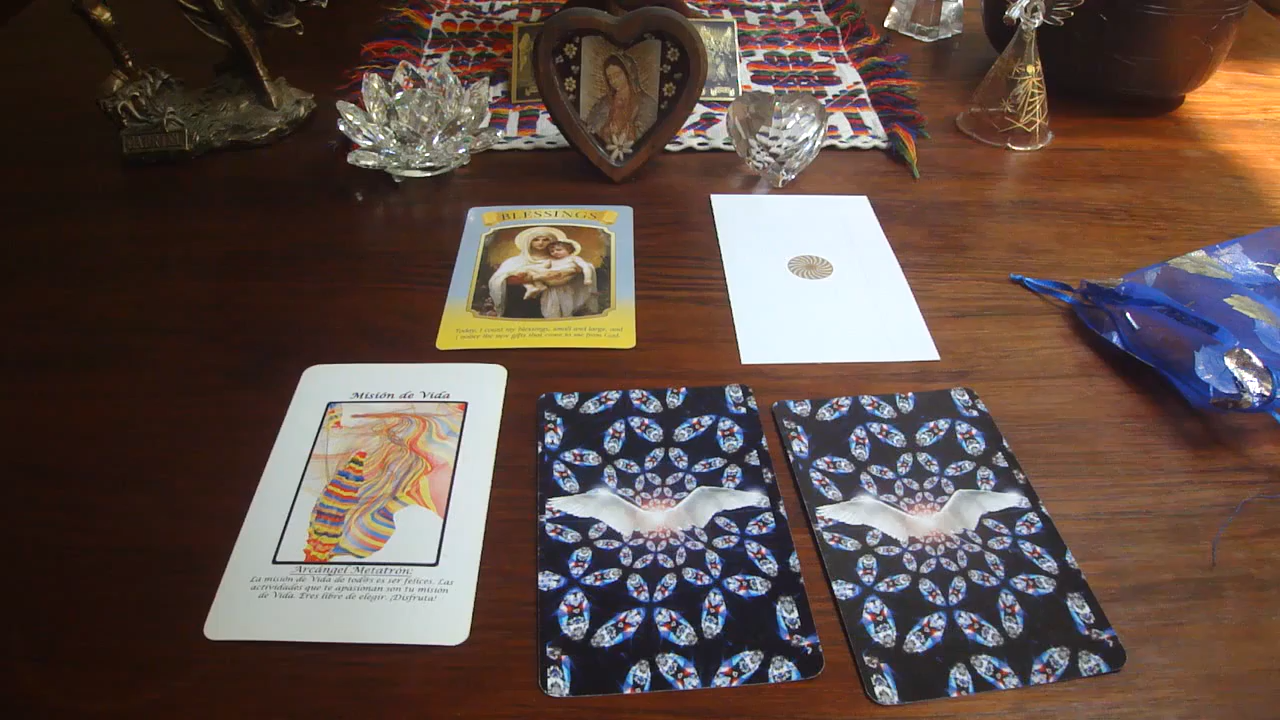 BLESSINGS
Today, I count my blessings, small and large, and
I notice the new gifts that come to me from God.
Misión de Vida
Arcángel Metatrón:
La misión de Vida de tod@s es ser felices. Las
actividades que te apasionan son tu misión
de Vida. Eres libre de elegir. ¡Disfruta!